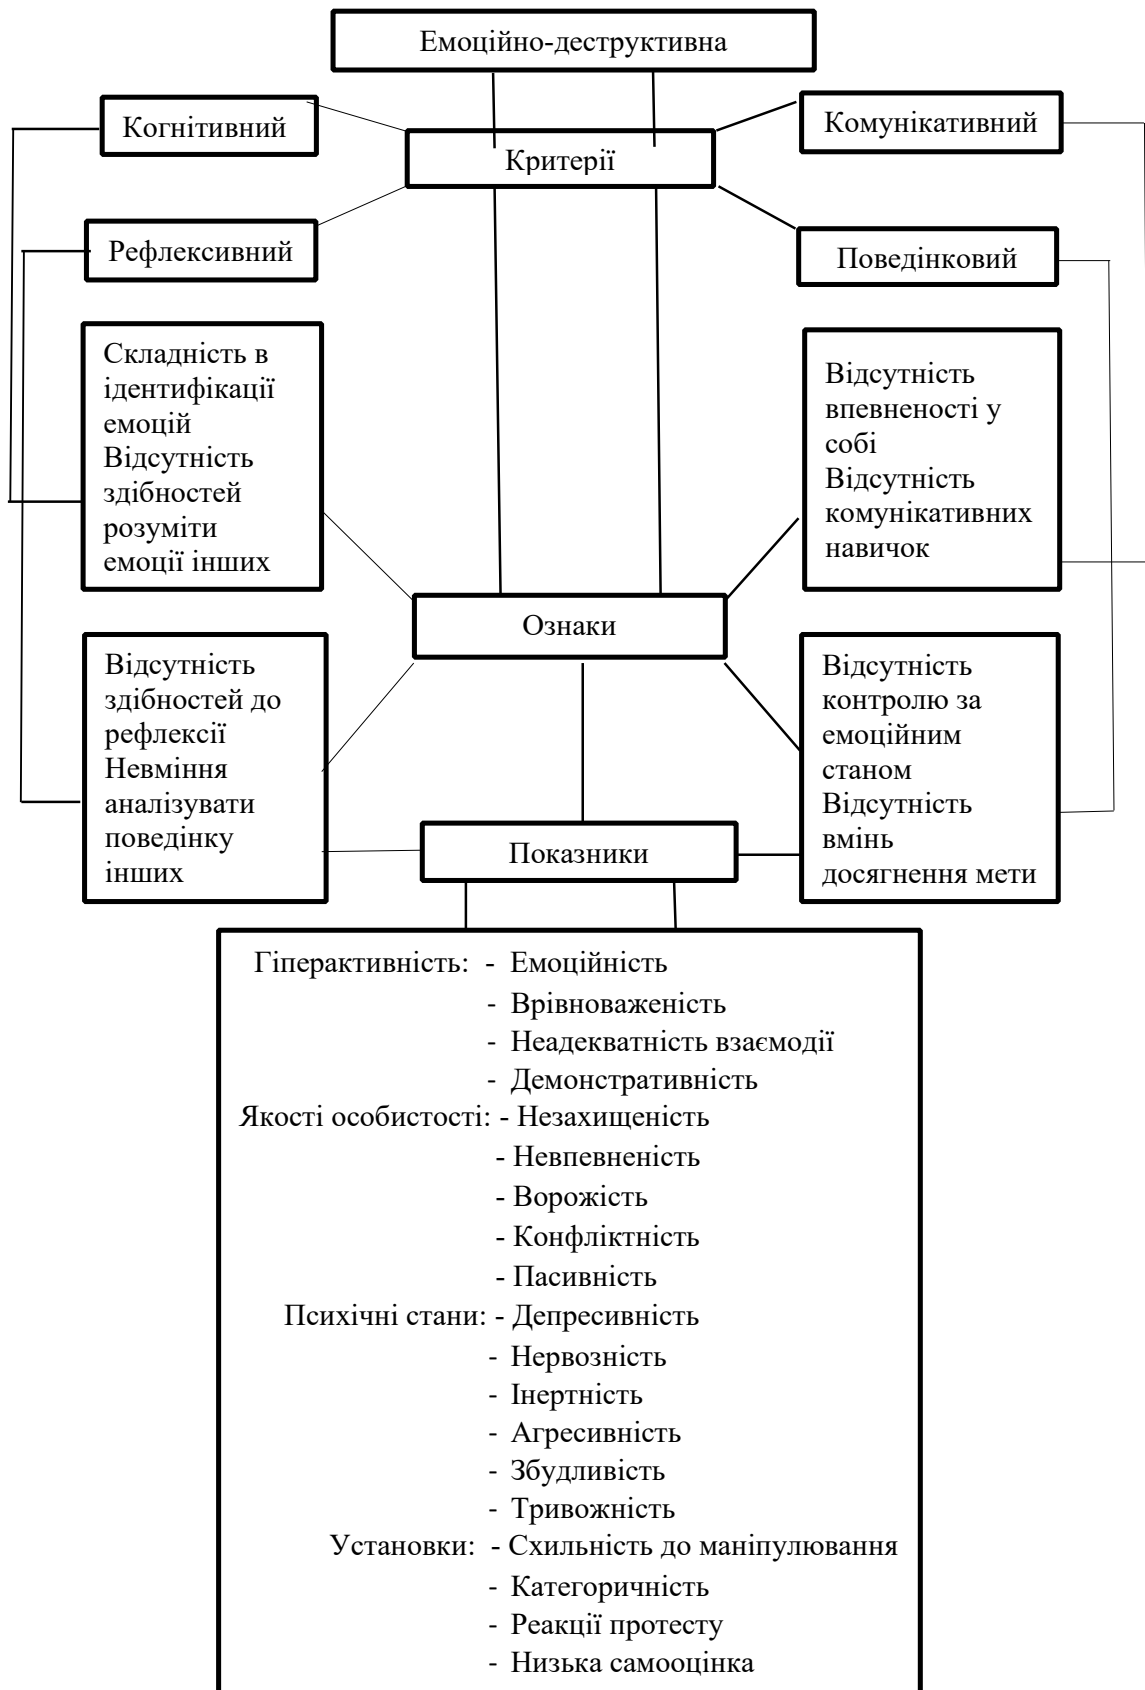 Емоційно-деструктивна
Когнітивний
Комунікативний
Критерії
Рефлексивний
Поведінковий
Складність в
ідентифікації
емоцій
Відсутність
здібностей
розуміти
емоції інших
Відсутність
впевненості у
собі
Відсутність
комунікативних
навичок
Ознаки
Відсутність
здібностей до
рефлексії
Невміння
аналізувати
поведінку
інших
Відсутність
контролю за
емоційним
станом
Відсутність
вмінь
досягнення мети
Показники
Гіперактивність: - Емоційність
- Врівноваженість
- Неадекватність взаємодії
- Демонстративність
Якості особистості: - Незахищеність
- Невпевненість
- Ворожість
- Конфліктність
- Пасивність
Психічні стани: - Депресивність
- Нервозність
- Інертність
- Агресивність
- Збудливість
- Тривожність
Установки: - Схильність до маніпулювання
- Категоричність
- Реакції протесту
- Низька самооцінка